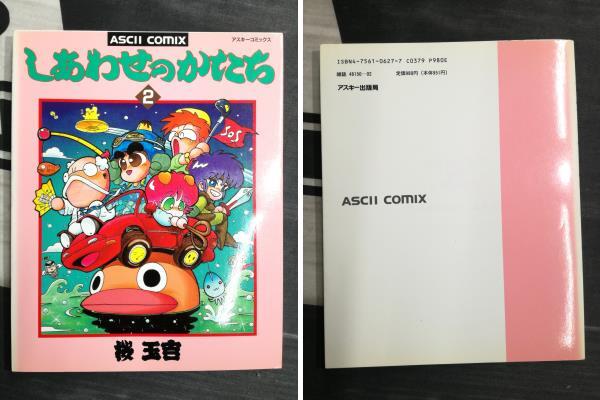 ASCII COMIX
アスキーコミックス
しあわせのかたち
2
SOS
桜 玉吉
ISBN4-7561-0627-7 C0379 P980E
雑誌 46150-02 定価980円(本体951円)
アスキー出版局
ASCII COMIX